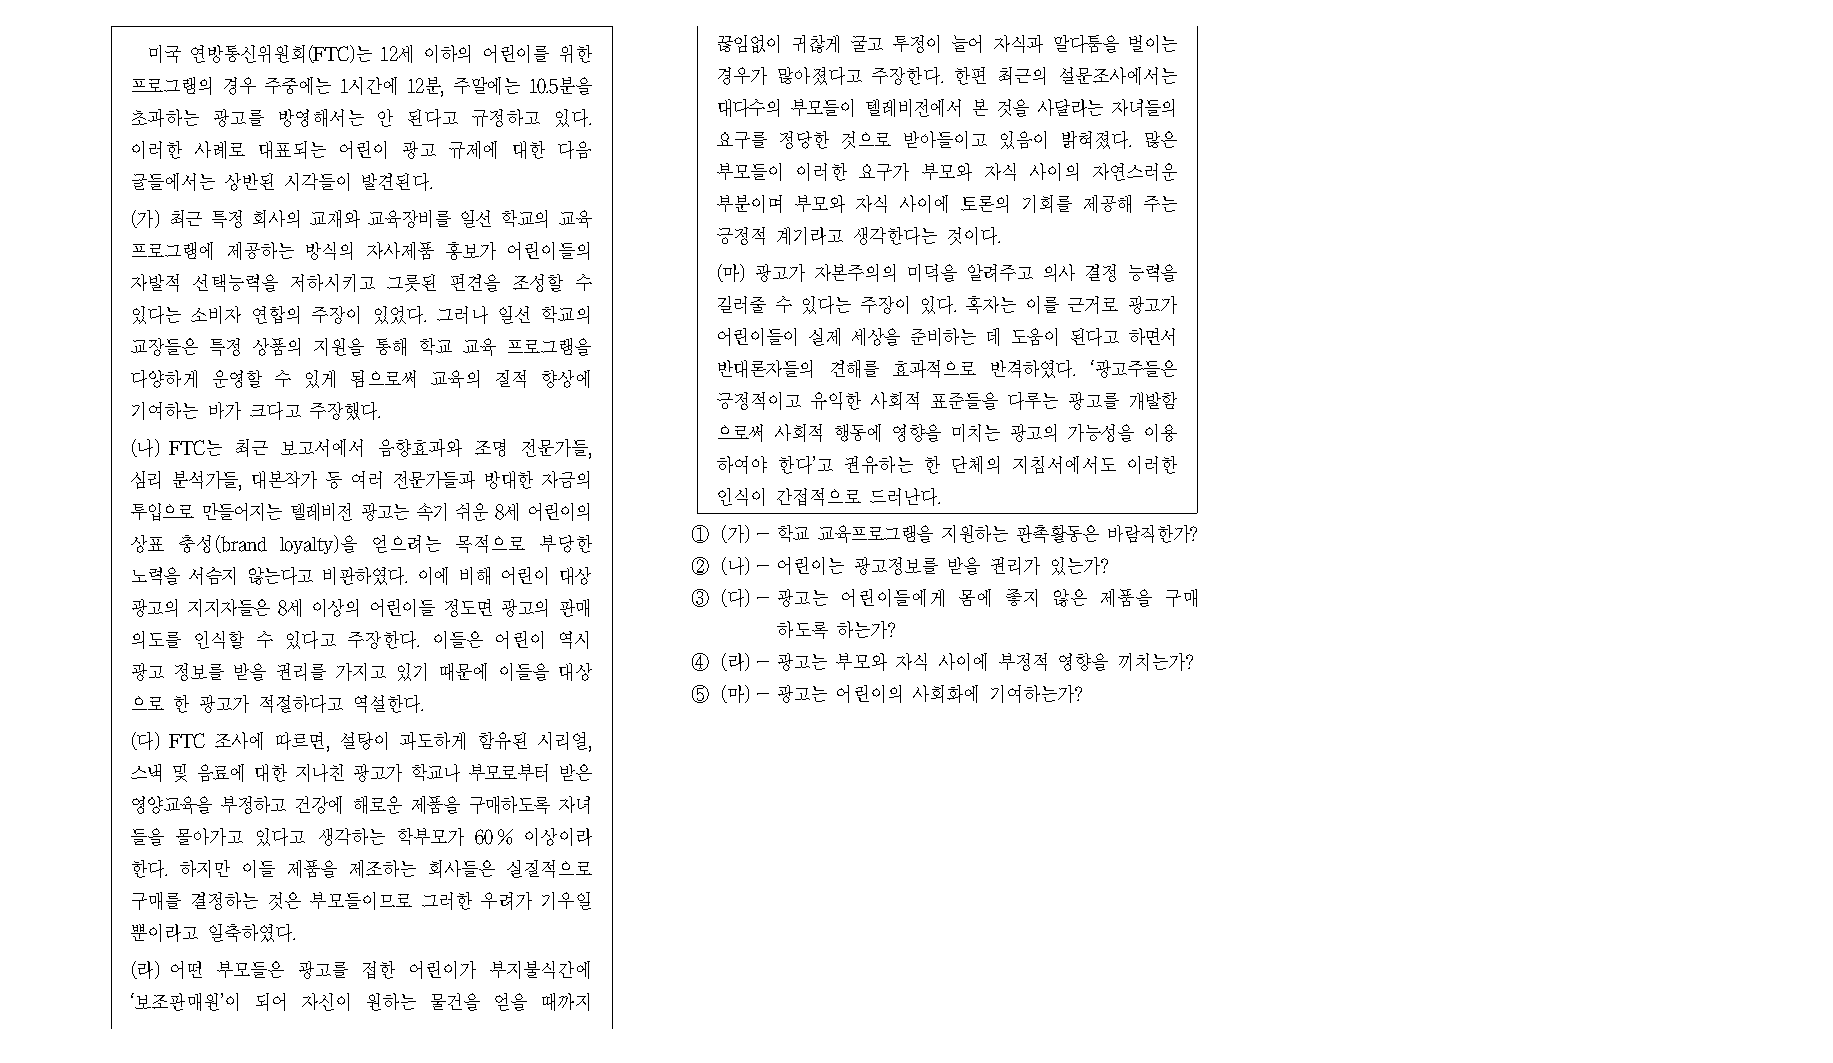 미국 연방통신위원회(FTC)는 12세 이하의 어린이를 위한
프로그램의 경우 주중에는 1시간에 12분, 주말에는 10.5분을
초과하는 광고를 방영해서는 안 된다고 규정하고 있다.
이러한 사례로 대표되는 어린이 광고 규제에 대한 다음
글들에서는 상반된 시각들이 발견된다.
(가) 최근 특정 회사의 교재와 교육장비를 일선 학교의 교육
프로그램에 제공하는 방식의 자사제품 홍보가 어린이들의
자발적 선택능력을 저하시키고 그릇된 편견을 조성할 수
있다는 소비자 연합의 주장이 있었다. 그러나 일선 학교의
교장들은 특정 상품의 지원을 통해 학교 교육 프로그램을
다양하게 운영할 수 있게 됨으로써 교육의 질적 향상에
기여하는 바가 크다고 주장했다.
(나) FTC는 최근 보고서에서 음향효과와 조명 전문가들,
심리 분석가들, 대본작가 등 여러 전문가들과 방대한 자금의
투입으로 만들어지는 텔레비전 광고는 속기 쉬운 8세 어린이의
상표 충성(brand loyalty)을 얻으려는 목적으로 부당한
노력을 서슴지 않는다고 비판하였다. 이에 비해 어린이 대상
광고의 지지자들은 8세 이상의 어린이들 정도면 광고의 판매
의도를 인식할 수 있다고 주장한다. 이들은 어린이 역시
광고 정보를 받을 권리를 가지고 있기 때문에 이들을 대상
으로 한 광고가 적절하다고 역설한다.
(다) FTC 조사에 따르면, 설탕이 과도하게 함유된 시리얼,
스낵 및 음료에 대한 지나친 광고가 학교나 부모로부터 받은
영양교육을 부정하고 건강에 해로운 제품을 구매하도록 자녀
들을 몰아가고 있다고 생각하는 학부모가 60% 이상이라
한다. 하지만 이들 제품을 제조하는 회사들은 실질적으로
구매를 결정하는 것은 부모들이므로 그러한 우려가 기우일
뿐이라고 일축하였다.
(라) 어떤 부모들은 광고를 접한 어린이가 부지불식간에
‘보조판매원’이 되어 자신이 원하는 물건을 얻을 때까지
끊임없이 귀찮게 굴고 투정이 늘어 자식과 말다툼을 벌이는
경우가 많아졌다고 주장한다. 한편 최근의 설문조사에서는
대다수의 부모들이 텔레비전에서 본 것을 사달라는 자녀들의
요구를 정당한 것으로 받아들이고 있음이 밝혀졌다. 많은
부모들이 이러한 요구가 부모와 자식 사이의 자연스러운
부분이며 부모와 자식 사이에 토론의 기회를 제공해 주는
긍정적 계기라고 생각한다는 것이다.
(마) 광고가 자본주의의 미덕을 알려주고 의사 결정 능력을
길러줄 수 있다는 주장이 있다. 혹자는 이를 근거로 광고가
어린이들이 실제 세상을 준비하는 데 도움이 된다고 하면서
반대론자들의 견해를 효과적으로 반격하였다. ‘광고주들은
긍정적이고 유익한 사회적 표준들을 다루는 광고를 개발함
으로써 사회적 행동에 영향을 미치는 광고의 가능성을 이용
하여야 한다’고 권유하는 한 단체의 지침서에서도 이러한
인식이 간접적으로 드러난다.
① (가) － 학교 교육프로그램을 지원하는 판촉활동은 바람직한가?
② (나) － 어린이는 광고정보를 받을 권리가 있는가?
③ (다) － 광고는 어린이들에게 몸에 좋지 않은 제품을 구매
하도록 하는가?
④ (라) － 광고는 부모와 자식 사이에 부정적 영향을 끼치는가?
⑤ (마) － 광고는 어린이의 사회화에 기여하는가?